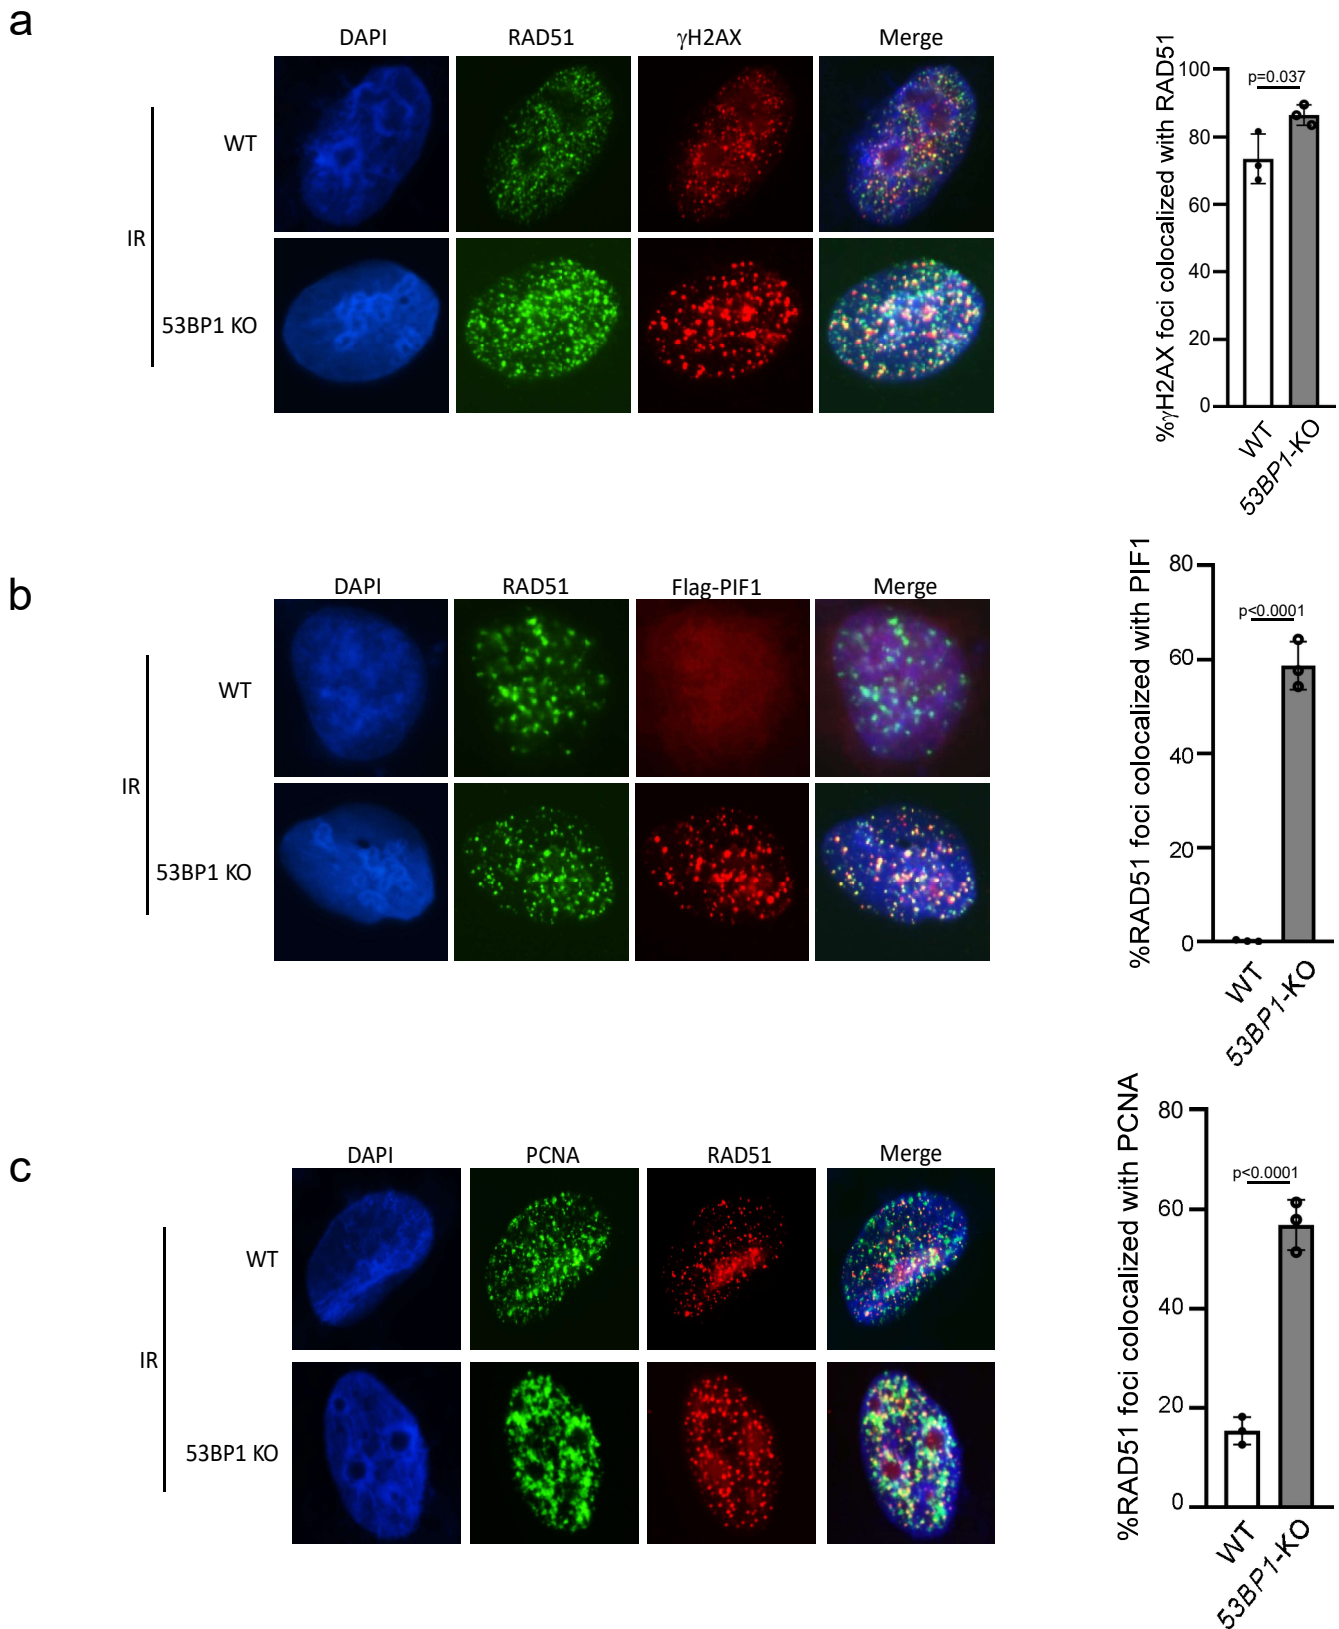 a
DAPI RAD51 γH2AX Merge
WT
IR
53BP1 KO
%γH2AX foci colocalized with RAD51
100
80
60
40
20
0
p=0.037
WT
53BP1-KO
b
DAPI RAD51 Flag-PIF1 Merge
WT
IR
53BP1 KO
%RAD51 foci colocalized with PIF1
80
60
40
20
0
p<0.0001
WT
53BP1-KO
c
DAPI PCNA RAD51 Merge
WT
IR
53BP1 KO
%RAD51 foci colocalized with PCNA
80
60
40
20
0
p<0.0001
WT
53BP1-KO